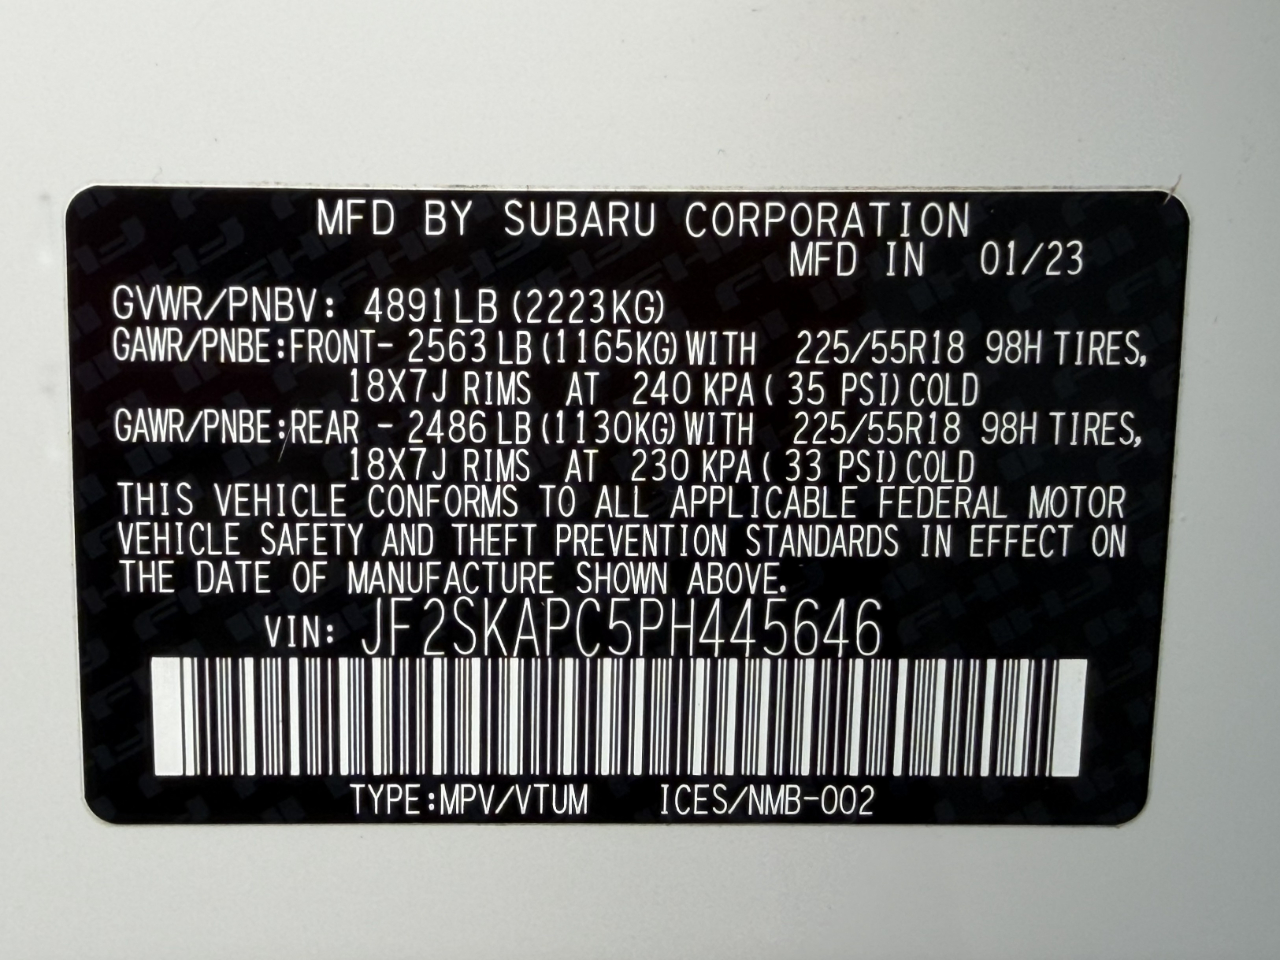 MFD BY SUBARU CORPORATION
MFD IN 01/23
GVWR/PNBV: 4891LB (2223KG)
GAWR/PNBE:FRONT- 2563 LB(1165KG)WITH 225/55R18 98H TIRES,
18X7J RIMS AT 240 KPA( 35 PSI)COLD
GAWR/PNBE:REAR - 2486 LB(1130KG)WITH 225/55R18 98H TIRES,
18X7J RIMS AT 230 KPA( 33 PSI)COLD
THIS VEHICLE CONFORMS TO ALL APPLICABLE FEDERAL MOTOR
VEHICLE SAFETY AND THEFT PREVENTION STANDARDS IN EFFECT ON
THE DATE OF MANUFACTURE SHOWN ABOVE.
VIN: JF2SKAPC5PH445646
TYPE:MPV/VTUM ICES/NMB-002